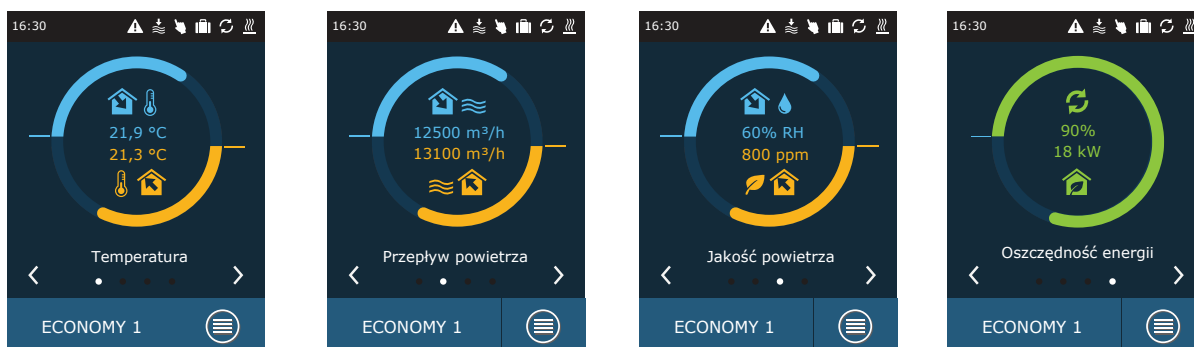 16:30
21,9 °C
21,3 °C
Temperatura
ECONOMY 1
16:30
12500 m³/h
13100 m³/h
Przepływ powietrza
ECONOMY 1
16:30
60% RH
800 ppm
Jakość powietrza
ECONOMY 1
16:30
90%
18 kW
Oszczędność energii
ECONOMY 1